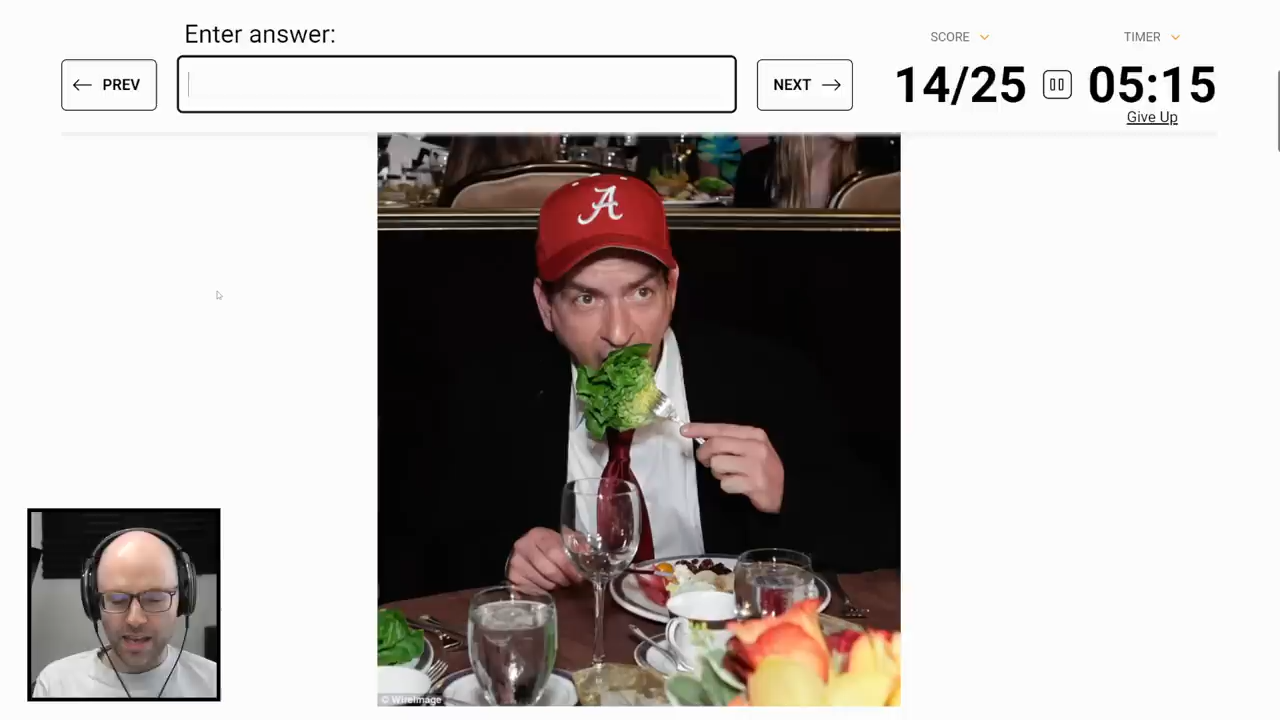 Enter answer:
← PREV
NEXT →
SCORE
TIMER
14/25
05:15
Give Up
A
© WireImage